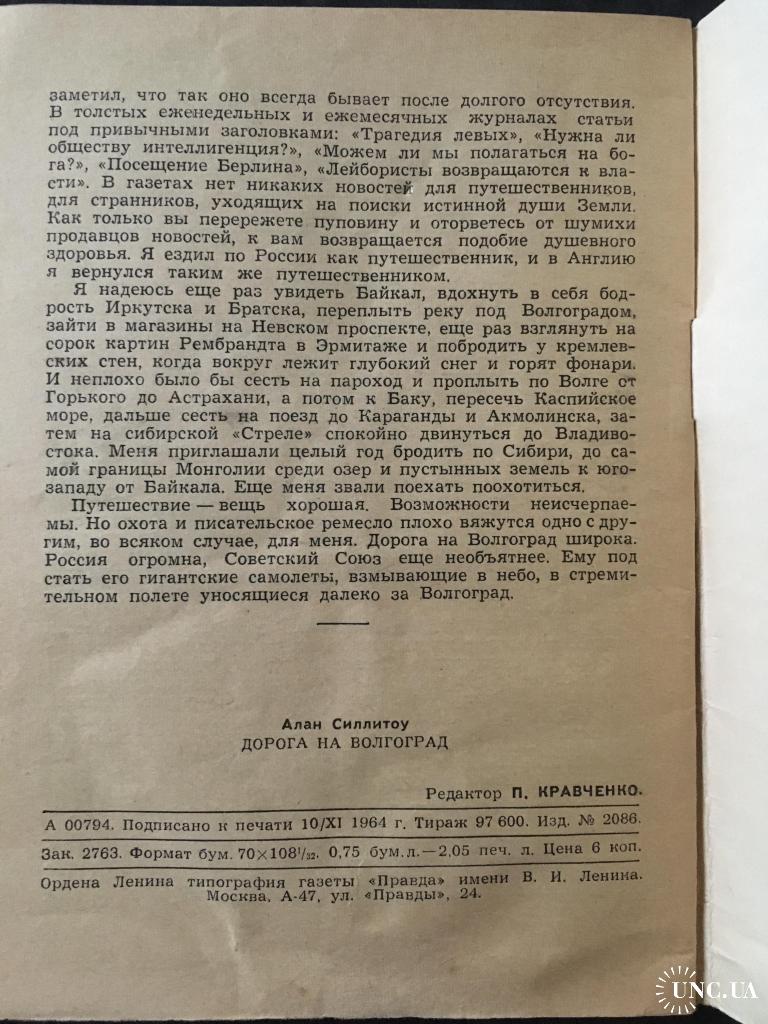 заметил, что так оно всегда бывает после долгого отсутствия.
В толстых еженедельных и ежемесячных журналах статьи
под привычными заголовками: «Трагедия левых», «Нужна ли
обществу интеллигенция?», «Можем ли мы полагаться на бо-
га?», «Посещение Берлина», «Лейбористы возвращаются к вла-
сти». В газетах нет никаких новостей для путешественников,
для странников, уходящих на поиски истинной души Земли.
Как только вы перережете пуповину и оторветесь от шумихи
продавцов новостей, к вам возвращается подобие душевного
здоровья. Я ездил по России как путешественник, и в Англию
я вернулся таким же путешественником.
Я надеюсь еще раз увидеть Байкал, вдохнуть в себя бод-
рость Иркутска и Братска, переплыть реку под Волгоградом,
зайти в магазины на Невском проспекте, еще раз взглянуть на
сорок картин Рембрандта в Эрмитаже и побродить у кремлев-
ских стен, когда вокруг лежит глубокий снег и горят фонари.
И неплохо было бы сесть на пароход и проплыть по Волге от
Горького до Астрахани, а потом к Баку, пересечь Каспийское
море, дальше сесть на поезд до Караганды и Акмолинска, за-
тем на сибирской «Стреле» спокойно двинуться до Владиво-
стока. Меня приглашали целый год бродить по Сибири, до са-
мой границы Монголии среди озер и пустынных земель к юго-
западу от Байкала. Еще меня звали поехать поохотиться.
Путешествие — вещь хорошая. Возможности неисчерпае-
мы. Но охота и писательское ремесло плохо вяжутся одно с дру-
гим, во всяком случае, для меня. Дорога на Волгоград широка.
Россия огромна, Советский Союз еще необъятнее. Ему под
стать его гигантские самолеты, взмывающие в небо, в стреми-
тельном полете уносящиеся далеко за Волгоград.
Алан Силлитоу
ДОРОГА НА ВОЛГОГРАД
Редактор П. КРАВЧЕНКО.
А 00794. Подписано к печати 10/XI 1964 г. Тираж 97 600. Изд. № 2086.
Зак. 2763. Формат бум. 70×108¹/₃₂. 0,75 бум. л.—2,05 печ. л. Цена 6 коп.
Ордена Ленина типография газеты «Правда» имени В. И. Ленина.
Москва, А-47, ул. «Правды», 24.
UNC.UA